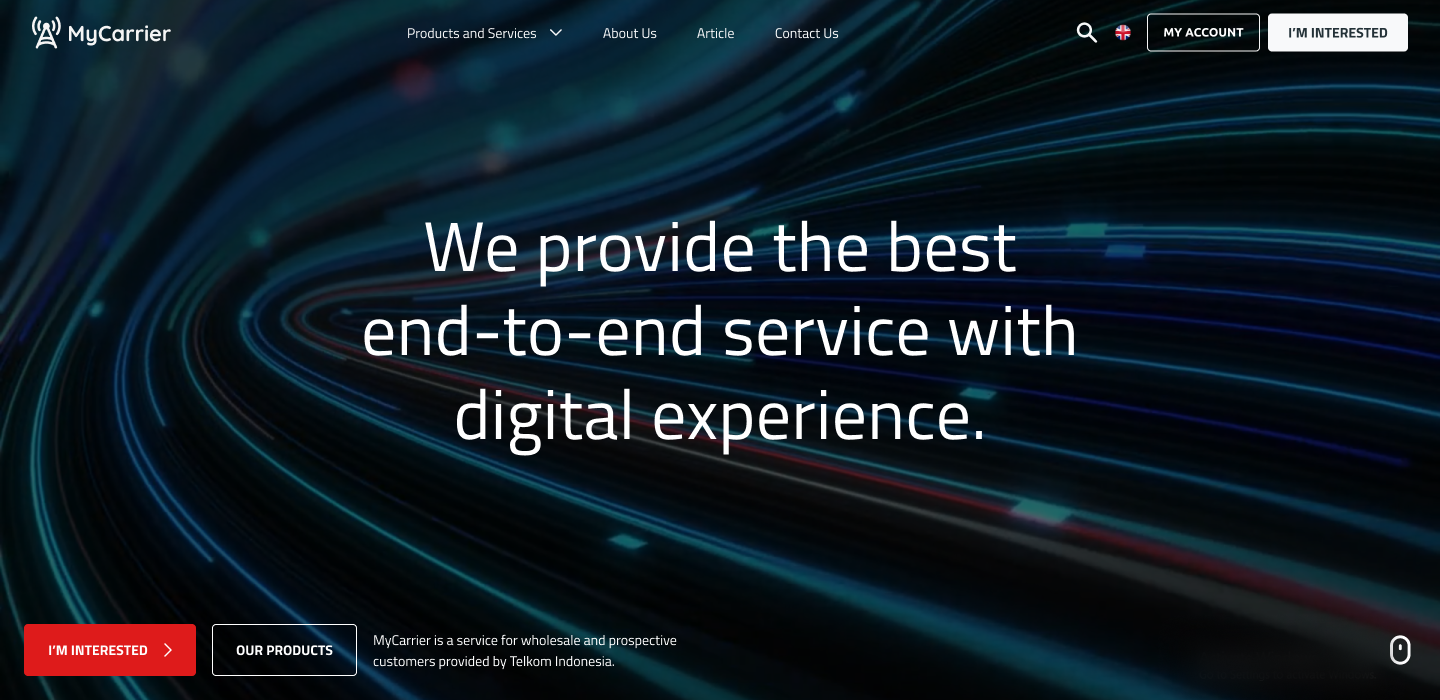 MyCarrier
Products and Services
About Us
Article
Contact Us
MY ACCOUNT
I'M INTERESTED
We provide the best
end-to-end service with
digital experience.
I'M INTERESTED
OUR PRODUCTS
MyCarrier is a service for wholesale and prospective
customers provided by Telkom Indonesia.